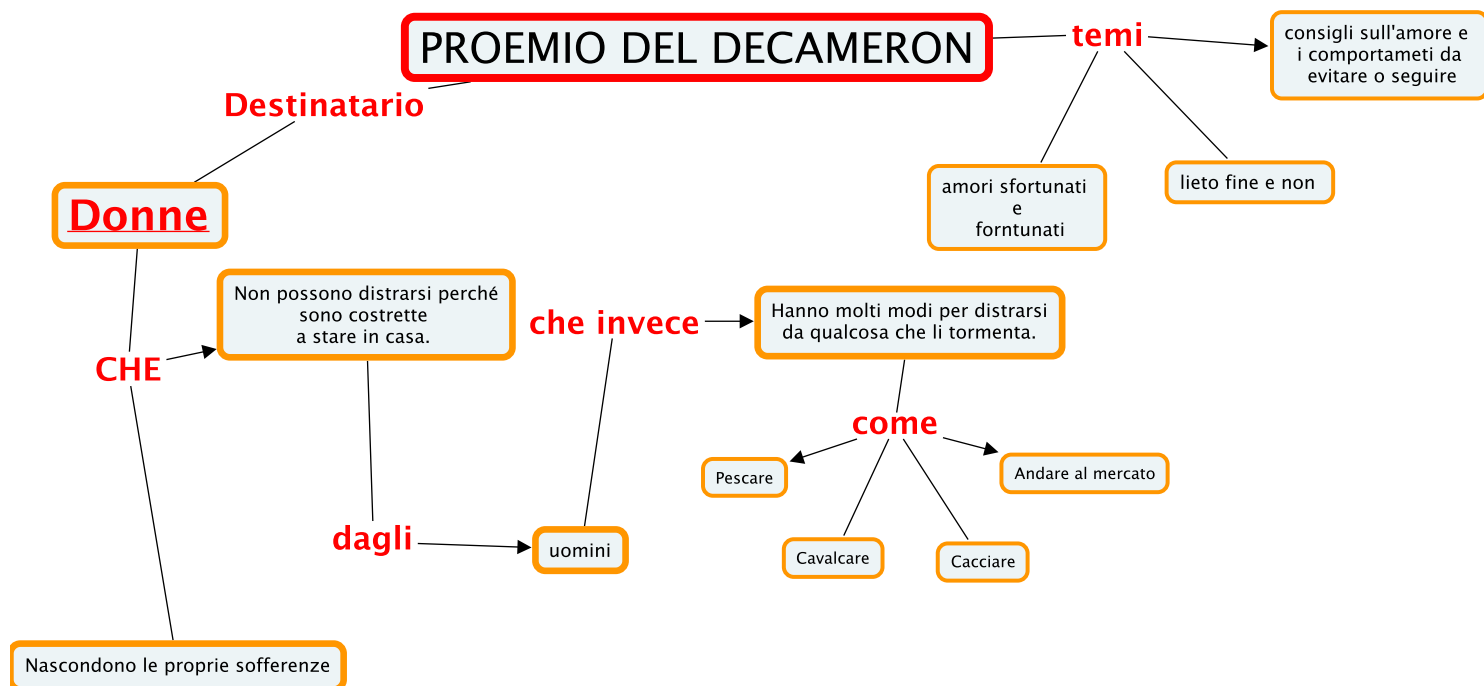 PROEMIO DEL DECAMERON
temi
consigli sull'amore e
i comportameti da
evitare o seguire
amori sfortunati
e
forntunati
lieto fine e non
Destinatario
Donne
CHE
Non possono distrarsi perché
sono costrette
a stare in casa.
dagli
uomini
che invece
Hanno molti modi per distrarsi
da qualcosa che li tormenta.
come
Pescare
Cavalcare
Cacciare
Andare al mercato
Nascondono le proprie sofferenze